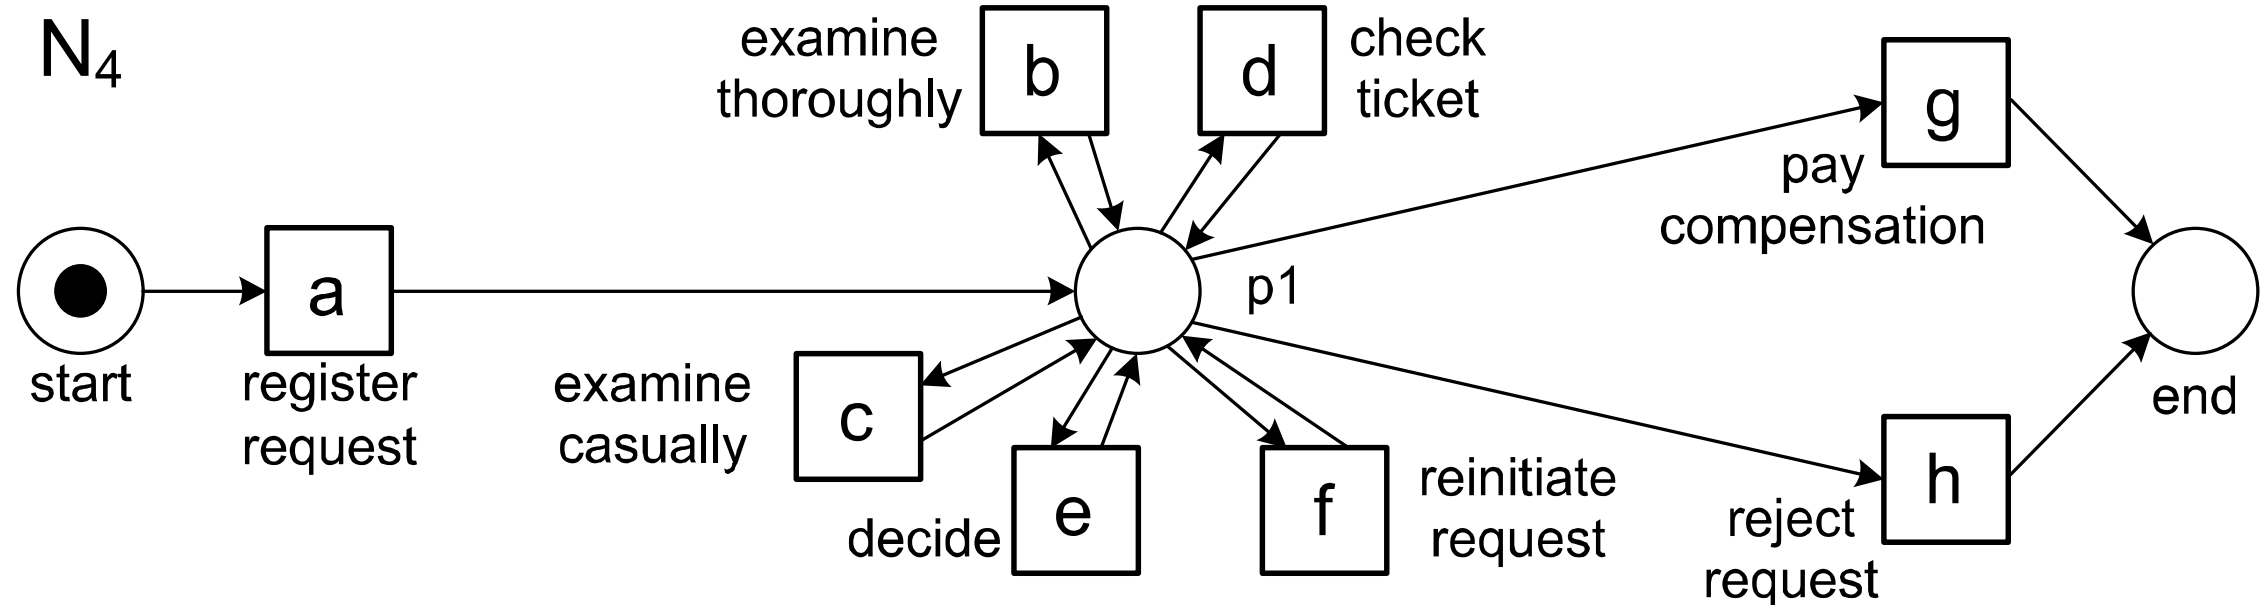 N4
examine
thoroughly
b
d
check
ticket
g
pay
compensation
start
a
register
request
p1
end
examine
casually
c
decide
e
f
reinitiate
request
h
reject
request